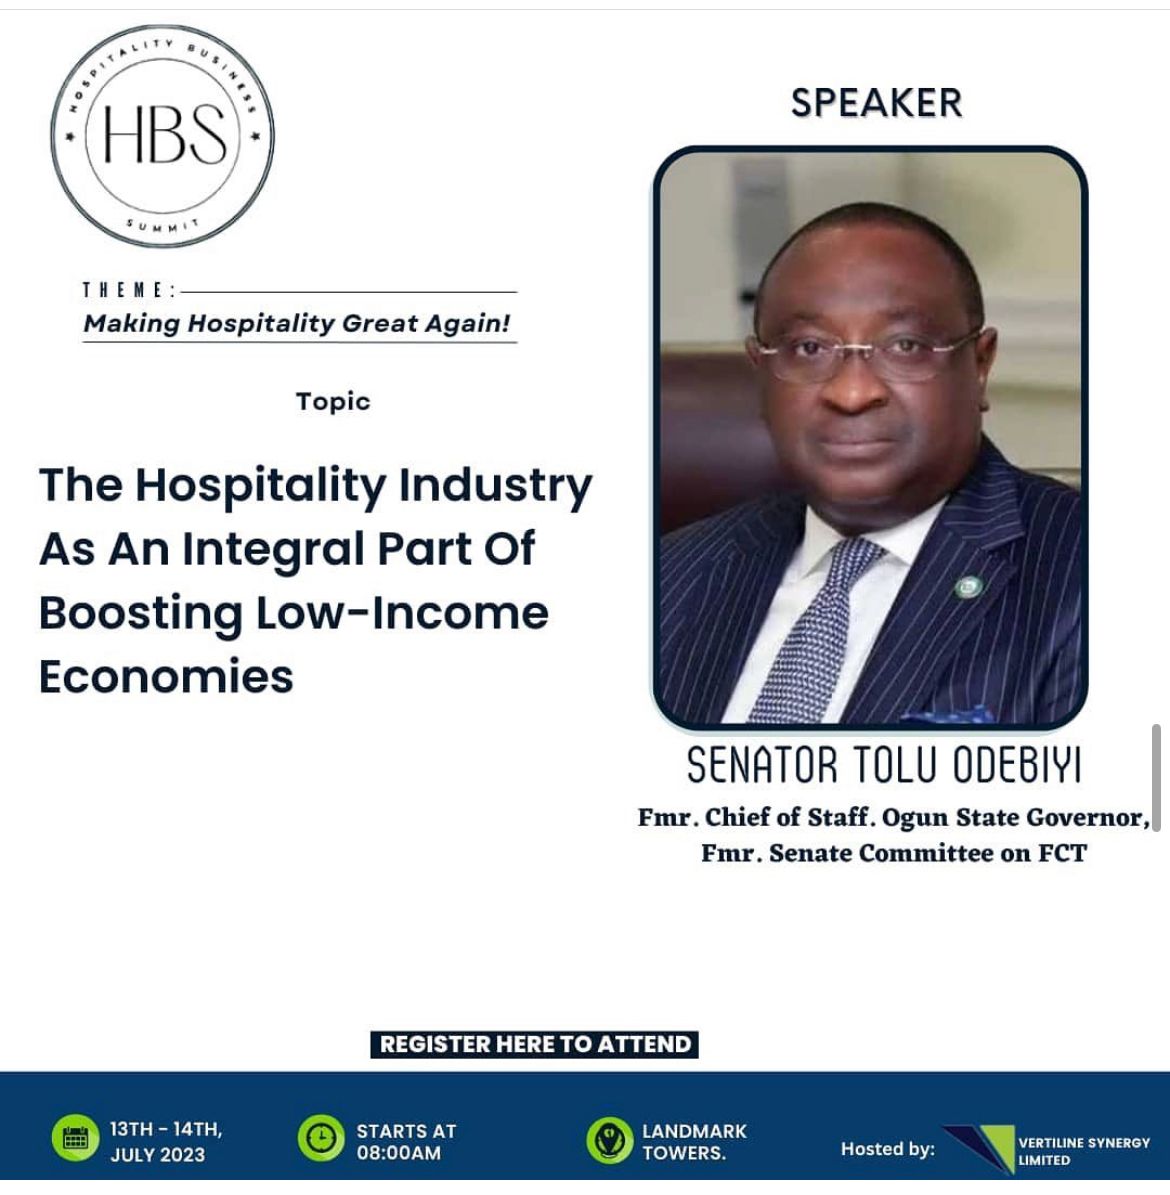 HOSPITALITY BUSINESS
HBS
SUMMIT
THEME:
Making Hospitality Great Again!
Topic
The Hospitality Industry
As An Integral Part Of
Boosting Low-Income
Economies
SPEAKER
SENATOR TOLU ODEBIYI
Fmr. Chief of Staff. Ogun State Governor,
Fmr. Senate Committee on FCT
REGISTER HERE TO ATTEND
13TH - 14TH,
JULY 2023
STARTS AT
08:00AM
LANDMARK
TOWERS.
Hosted by:
VERTILINE SYNERGY
LIMITED